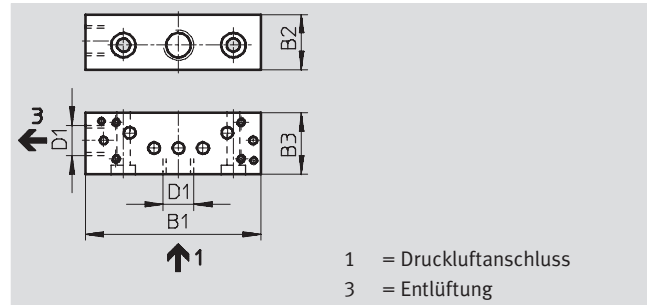 B2
3
D1
B3
D1
B1
1
1 = Druckluftanschluss
3 = Entlüftung